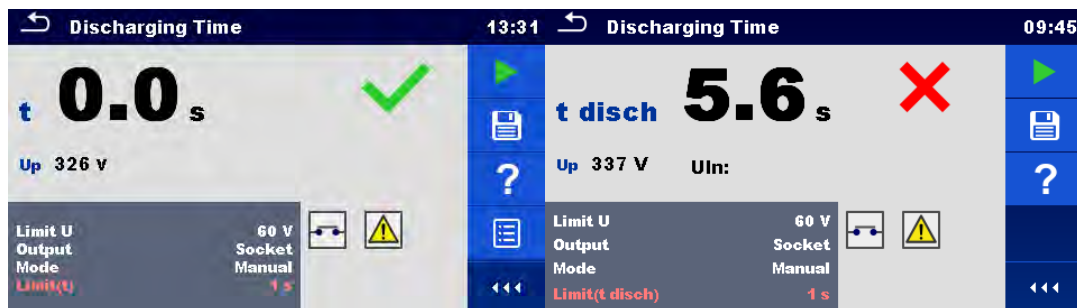 Discharging Time 13:31
t 0.0 s
Up 326 V
?
Limit U 60 V
Output Socket
Mode Manual
Limit(t) 1 s
Discharging Time 09:45
t disch 5.6 s
Up 337 V UIn:
?
Limit U 60 V
Output Socket
Mode Manual
Limit(t disch) 1 s